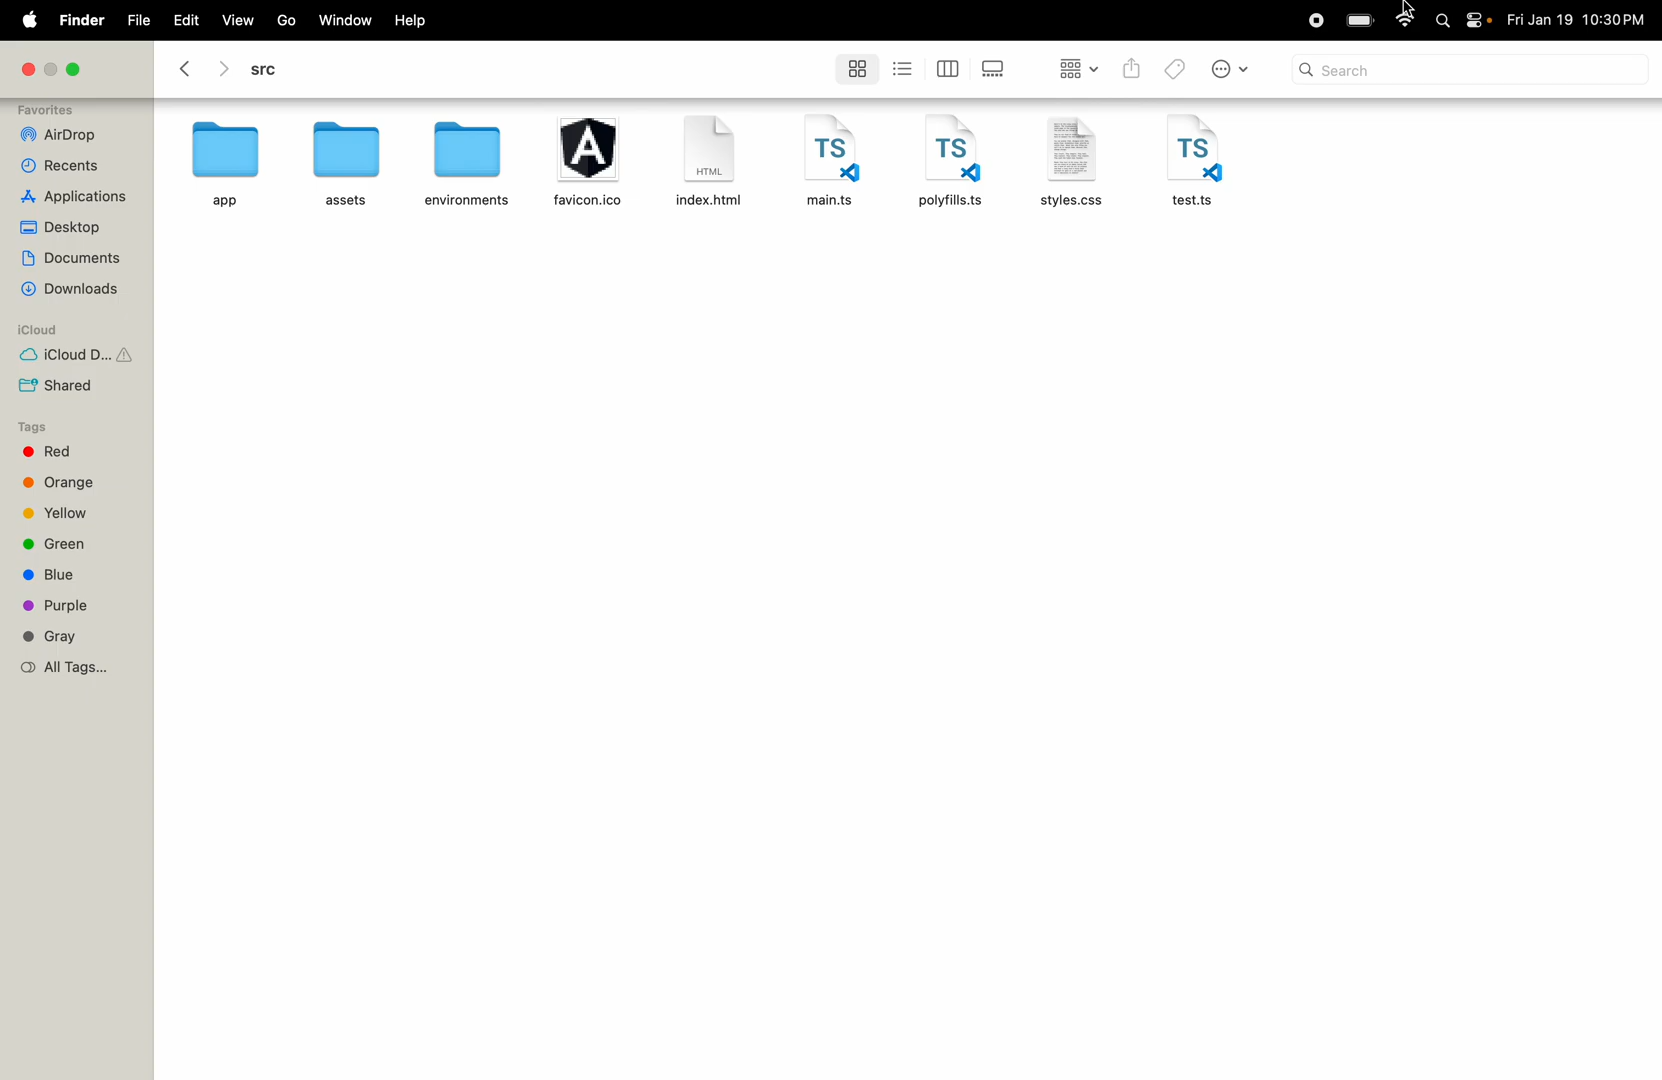 Finder File Edit View Go Window Help Fri Jan 19 10:30 PM
src
Search
Favorites
AirDrop
Recents
Applications
Desktop
Documents
Downloads
iCloud
iCloud D...
Shared
Tags
Red
Orange
Yellow
Green
Blue
Purple
Gray
All Tags...
A HTML TS TS TS
app assets environments favicon.ico index.html main.ts polyfills.ts styles.css test.ts